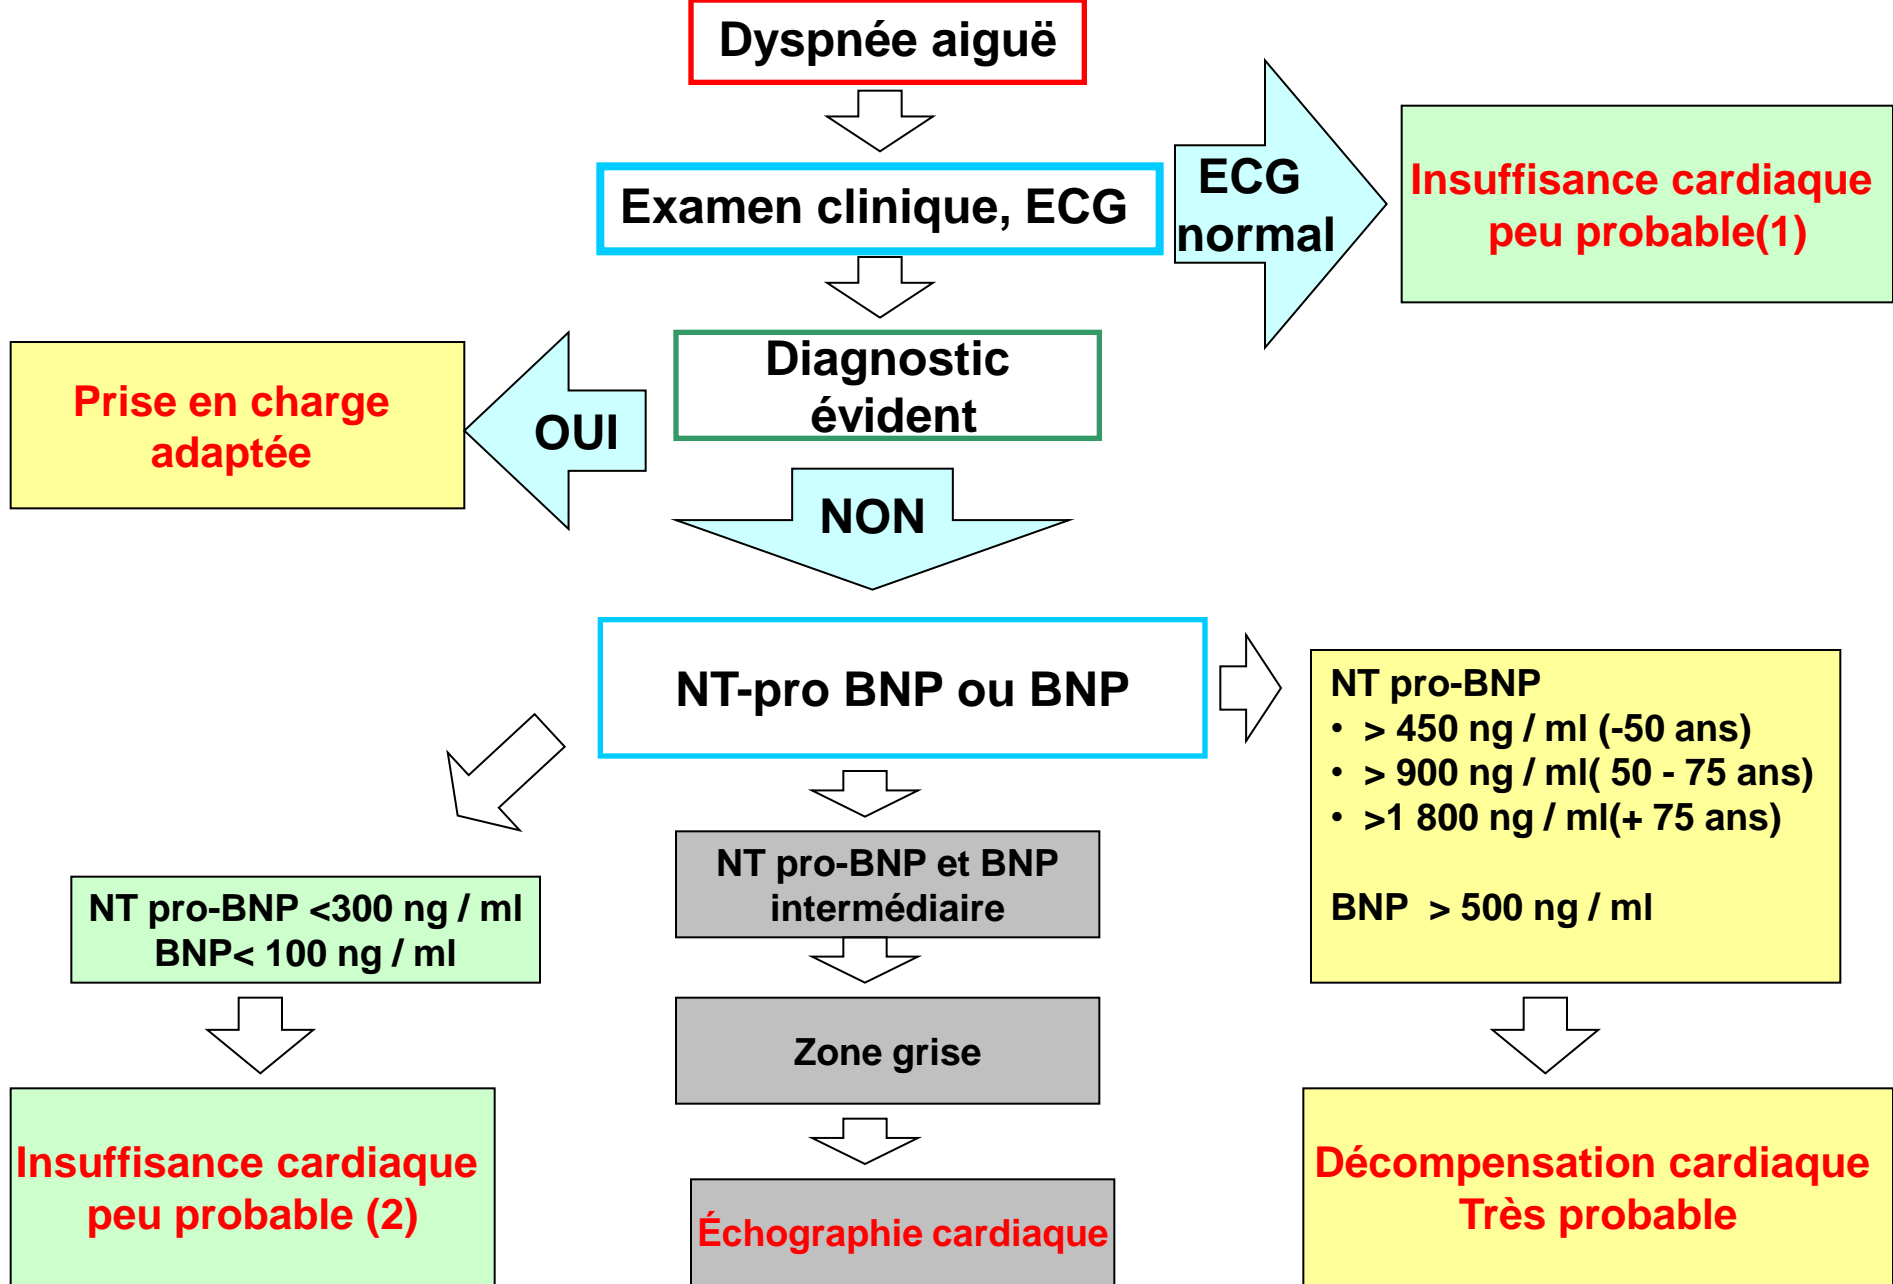 Dyspnée aiguë
Examen clinique, ECG
ECG
normal
Insuffisance cardiaque
peu probable(1)
Diagnostic
évident
OUI
Prise en charge
adaptée
NON
NT-pro BNP ou BNP
NT pro-BNP
• > 450 ng / ml (-50 ans)
• > 900 ng / ml( 50 - 75 ans)
• >1 800 ng / ml(+ 75 ans)
BNP > 500 ng / ml
NT pro-BNP et BNP
intermédiaire
NT pro-BNP <300 ng / ml
BNP< 100 ng / ml
Zone grise
Insuffisance cardiaque
peu probable (2)
Échographie cardiaque
Décompensation cardiaque
Très probable